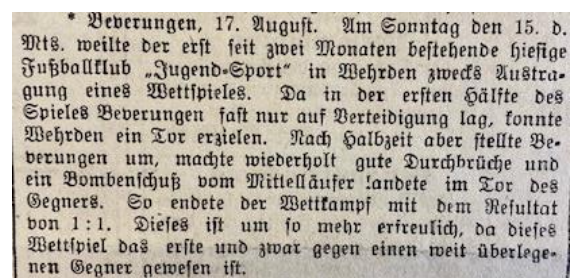 * Beverungen, 17. August. Am Sonntag den 15. d.
Mts. weilte der erst seit zwei Monaten bestehende hiesige
Fußballklub „Jugend-Sport“ in Wehrden zwecks Austra-
gung eines Wettspieles. Da in der ersten Hälfte des
Spieles Beverungen fast nur auf Verteidigung lag, konnte
Wehrden ein Tor erzielen. Nach Halbzeit aber stellte Be-
verungen um, machte wiederholt gute Durchbrüche und
ein Bombenschuß vom Mittelläufer landete im Tor des
Gegners. So endete der Wettkampf mit dem Resultat
von 1:1. Dieses ist um so mehr erfreulich, da dieses
Wettspiel das erste und zwar gegen einen weit überlege-
nen Gegner gewesen ist.